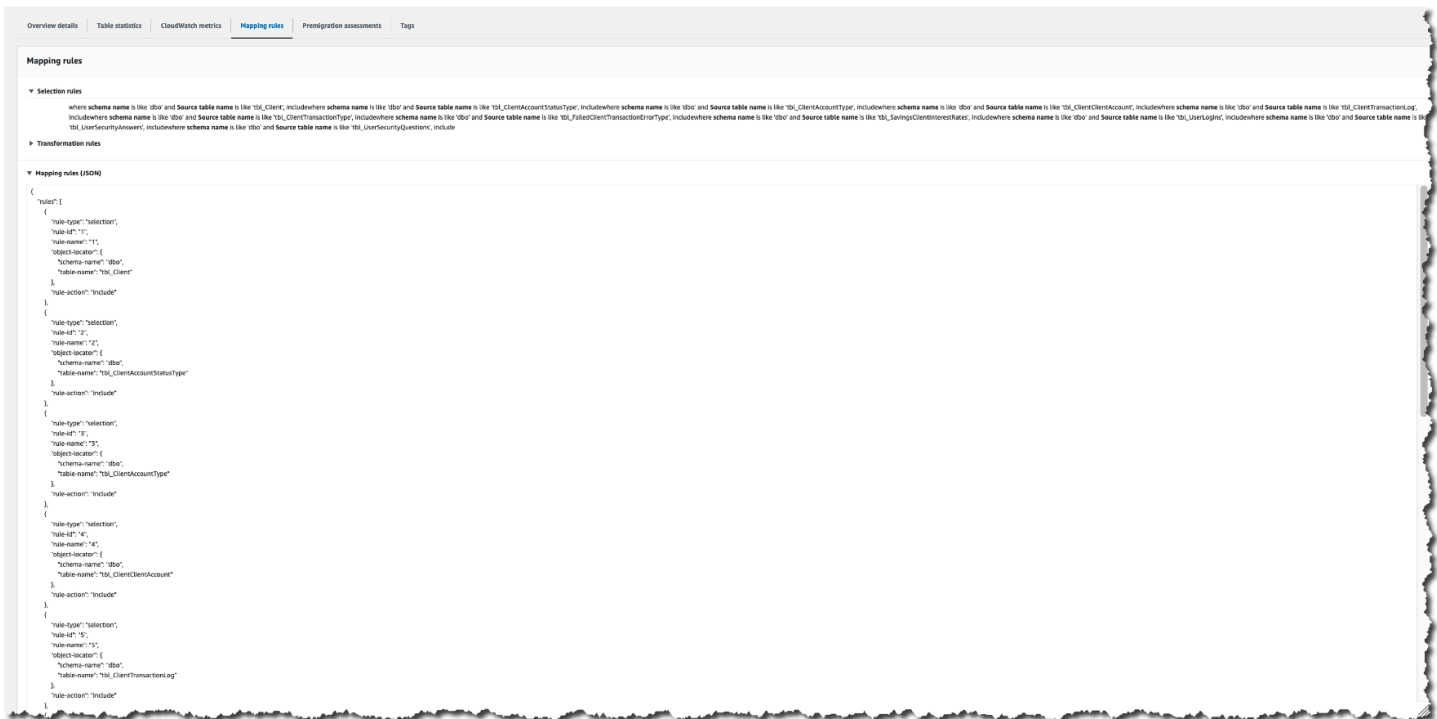 Overview details
Table statistics
CloudWatch metrics
Mapping rules
Premigration assessments
Tags
Mapping rules
▼ Selection rules
where schema name is like 'dbo' and Source table name is like 'tbl_Client', includewhere schema name is like 'dbo' and Source table name is like 'tbl_ClientAccountStatusType', includewhere schema name is like 'dbo' and Source table name is like 'tbl_ClientAccountType', includewhere schema name is like 'dbo' and Source table name is like 'tbl_ClientClientAccount', includewhere schema name is like 'dbo' and Source table name is like 'tbl_ClientTransactionLog',
includewhere schema name is like 'dbo' and Source table name is like 'tbl_ClientTransactionType', includewhere schema name is like 'dbo' and Source table name is like 'tbl_FailedClientTransactionErrorType', includewhere schema name is like 'dbo' and Source table name is like 'tbl_SavingsClientInterestRates', includewhere schema name is like 'dbo' and Source table name is like 'tbl_UserLogins', includewhere schema name is like 'dbo' and Source table name is
'tbl_UserSecurityAnswers', includewhere schema name is like 'dbo' and Source table name is like 'tbl_UserSecurityQuestions', include
▶ Transformation rules
▼ Mapping rules (JSON)
{
"rules": [
{
"rule-type": "selection",
"rule-id": "1",
"rule-name": "1",
"object-locator": {
"schema-name": "dbo",
"table-name": "tbl_Client"
},
"rule-action": "include"
},
{
"rule-type": "selection",
"rule-id": "2",
"rule-name": "2",
"object-locator": {
"schema-name": "dbo",
"table-name": "tbl_ClientAccountStatusType"
},
"rule-action": "include"
},
{
"rule-type": "selection",
"rule-id": "3",
"rule-name": "3",
"object-locator": {
"schema-name": "dbo",
"table-name": "tbl_ClientAccountType"
},
"rule-action": "include"
},
{
"rule-type": "selection",
"rule-id": "4",
"rule-name": "4",
"object-locator": {
"schema-name": "dbo",
"table-name": "tbl_ClientClientAccount"
},
"rule-action": "include"
},
{
"rule-type": "selection",
"rule-id": "5",
"rule-name": "5",
"object-locator": {
"schema-name": "dbo",
"table-name": "tbl_ClientTransactionLog"
},
"rule-action": "include"
},